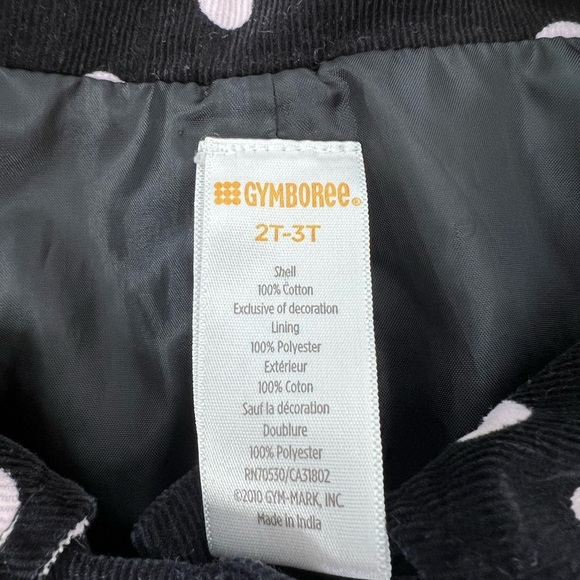 GYMBOREE®
2T-3T
Shell
100% Cotton
Exclusive of decoration
Lining
100% Polyester
Extérieur
100% Coton
Sauf la décoration
Doublure
100% Polyester
RN70530/CA31802
©2010 GYM-MARK, INC.
Made in India